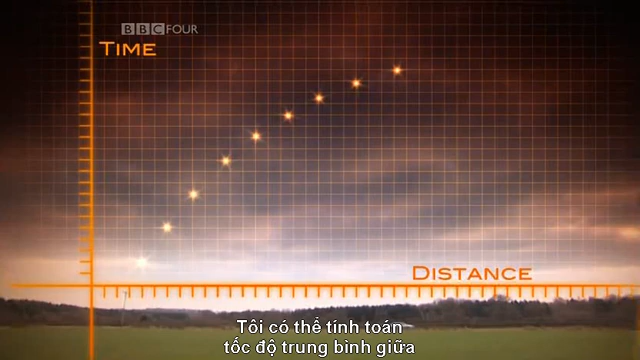 BBC FOUR
TIME
DISTANCE
Tôi có thể tính toán
tốc độ trung bình giữa